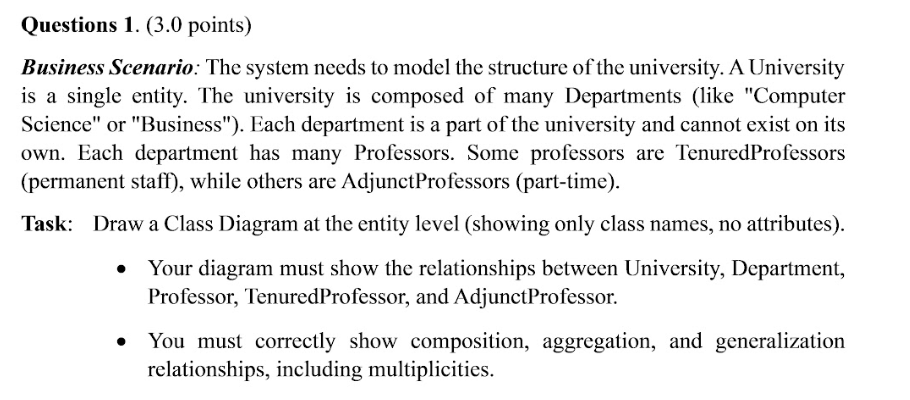 Questions 1. (3.0 points)
Business Scenario: The system needs to model the structure of the university. A University
is a single entity. The university is composed of many Departments (like "Computer
Science" or "Business"). Each department is a part of the university and cannot exist on its
own. Each department has many Professors. Some professors are TenuredProfessors
(permanent staff), while others are AdjunctProfessors (part-time).
Task: Draw a Class Diagram at the entity level (showing only class names, no attributes).
• Your diagram must show the relationships between University, Department,
Professor, TenuredProfessor, and AdjunctProfessor.
• You must correctly show composition, aggregation, and generalization
relationships, including multiplicities.